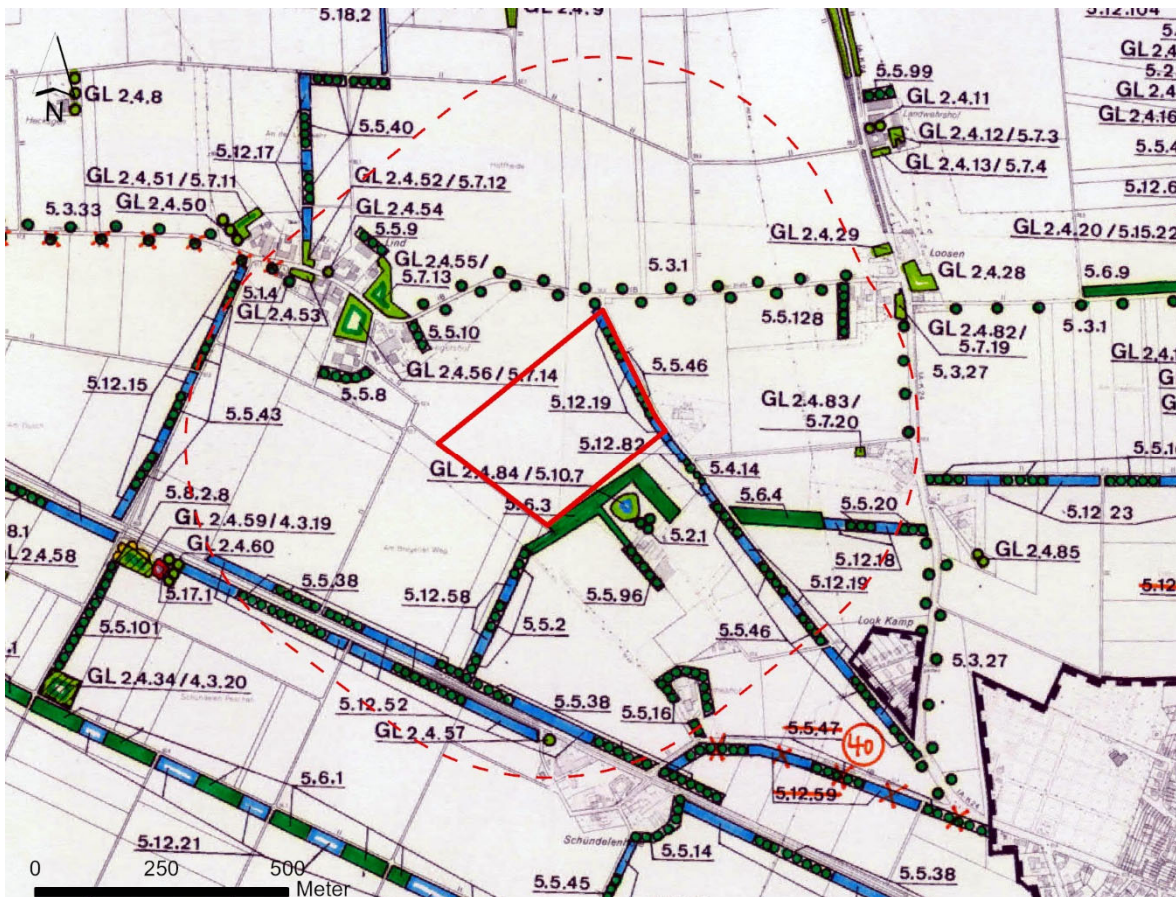 5.18.2
GL 2.4.9
5.12.104
GL 2.4.8
5.5.99
GL 2.4.11
Landwehrshof
GL 2.4.12 / 5.7.3
GL 2.4.13 / 5.7.4
GL 2.4.16
N
5.5.40
5.12.17
GL 2.4.51 / 5.7.11
GL 2.4.52 / 5.7.12
GL 2.4.50
GL 2.4.54
5.3.33
5.5.9
Lind
GL 2.4.55 /
5.7.13
5.1.4
GL 2.4.53
5.3.1
GL 2.4.29
Loosen
GL 2.4.28
GL 2.4.20 / 5.15.22
5.6.9
5.5.10
5.5.128
GL 2.4.82 /
5.7.19
5.3.1
5.3.27
GL 2.4.56 / 5.7.14
5.5.8
5.5.46
5.12.15
5.5.43
5.12.19
GL 2.4.83 /
5.7.20
5.12.82
5.4.14
GL 2.4.84 / 5.10.7
5.6.3
5.8.2.8
GL 2.4.59 / 4.3.19
GL 2.4.60
GL 2.4.58
8.1
5.6.4
5.5.20
5.12.23
5.2.1
5.12.18
GL 2.4.85
5.17.1
5.5.38
5.12.58
5.5.96
5.12.19
5.5.2
5.5.46
5.5.101
Look Kamp
5.3.27
GL 2.4.34 / 4.3.20
5.12.52
5.5.38
5.5.16
GL 2.4.57
5.5.47
40
5.12.59
5.6.1
5.12.21
Schündelenhöfe
5.5.14
5.5.38
5.5.45
0 250 500
Meter